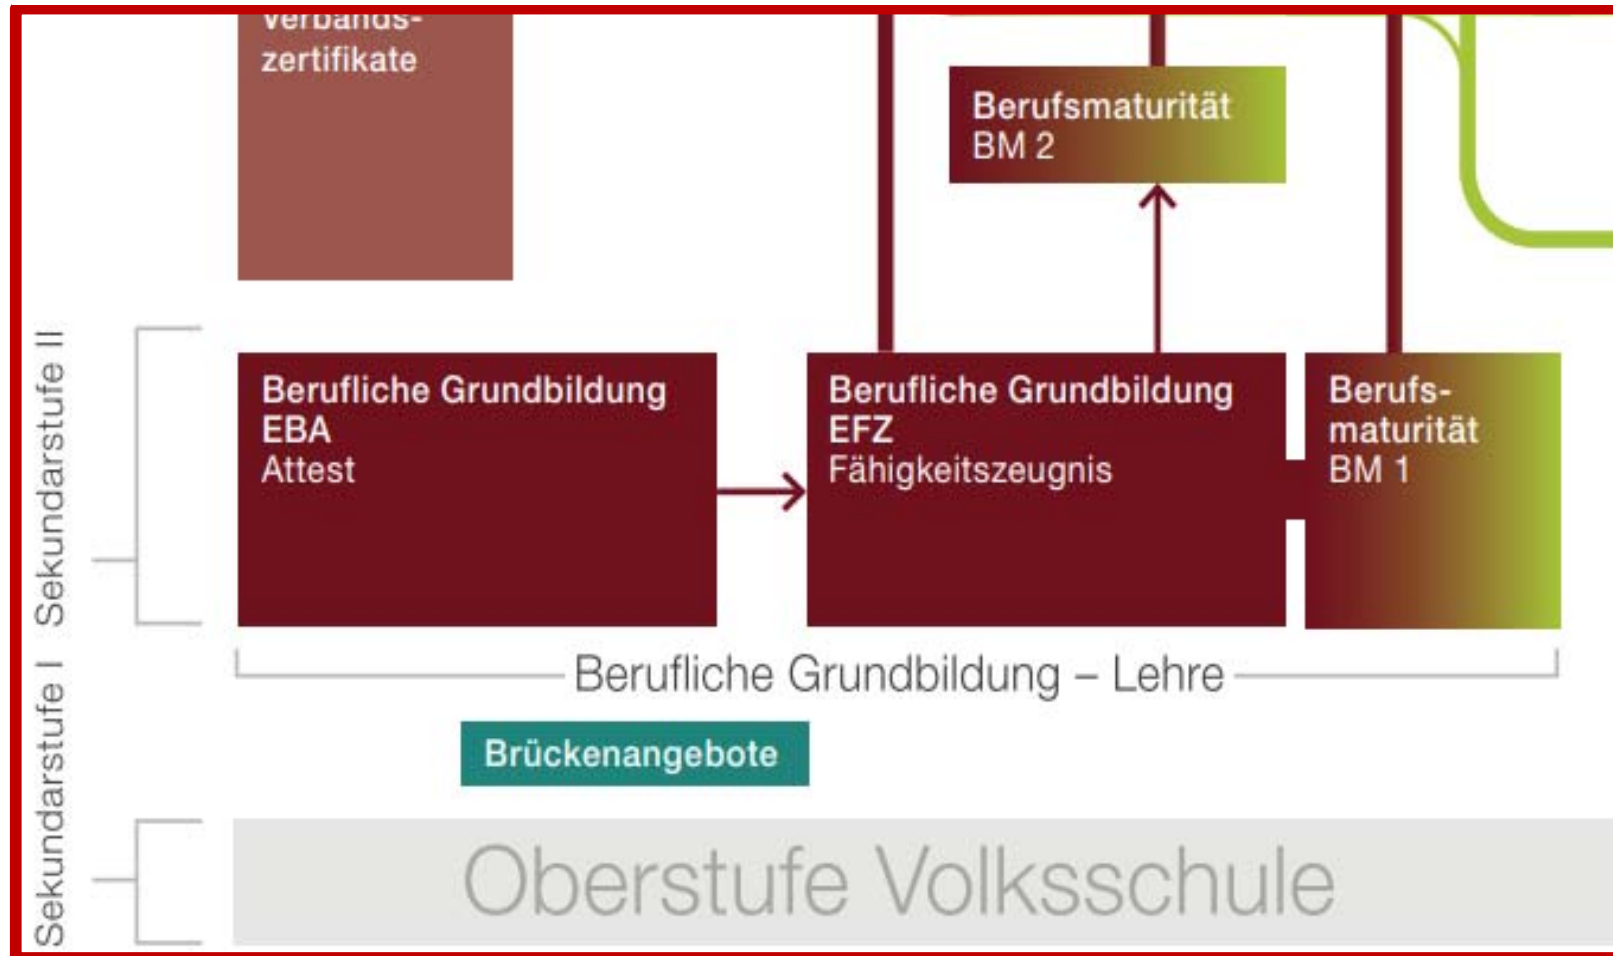 Verbands-
zertifikate
Berufsmaturität
BM 2
Sekundarstufe II
Berufliche Grundbildung
EBA
Attest
Berufliche Grundbildung
EFZ
Fähigkeitszeugnis
Berufs-
maturität
BM 1
Berufliche Grundbildung – Lehre
Brückenangebote
Sekundarstufe I
Oberstufe Volksschule